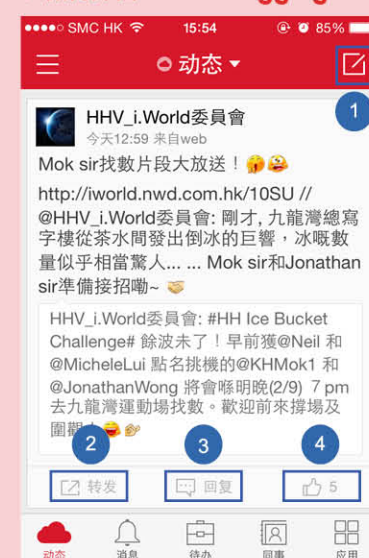 SMC HK 15:54 85%
动态
1
HHV_i.World委員會
今天12:59 来自web
Mok sir找數片段大放送！
http://iworld.nwd.com.hk/10SU //
@HHV_i.World委員會: 剛才, 九龍灣總寫
字樓從茶水間發出倒冰的巨響，冰嘅數
量似乎相當驚人... ... Mok sir和Jonathan
sir準備接招嘞~
HHV_i.World委員會: #HH Ice Bucket
Challenge# 餘波未了！早前獲@Neil 和
@MicheleLui 點名挑機的@KHMok1 和
@JonathanWong 將會喺明晚(2/9) 7 pm
去九龍灣運動場找數。歡迎前來撐場及
圍觀
2 3 4
转发 回复 5
动态 消息 待办 同事 应用